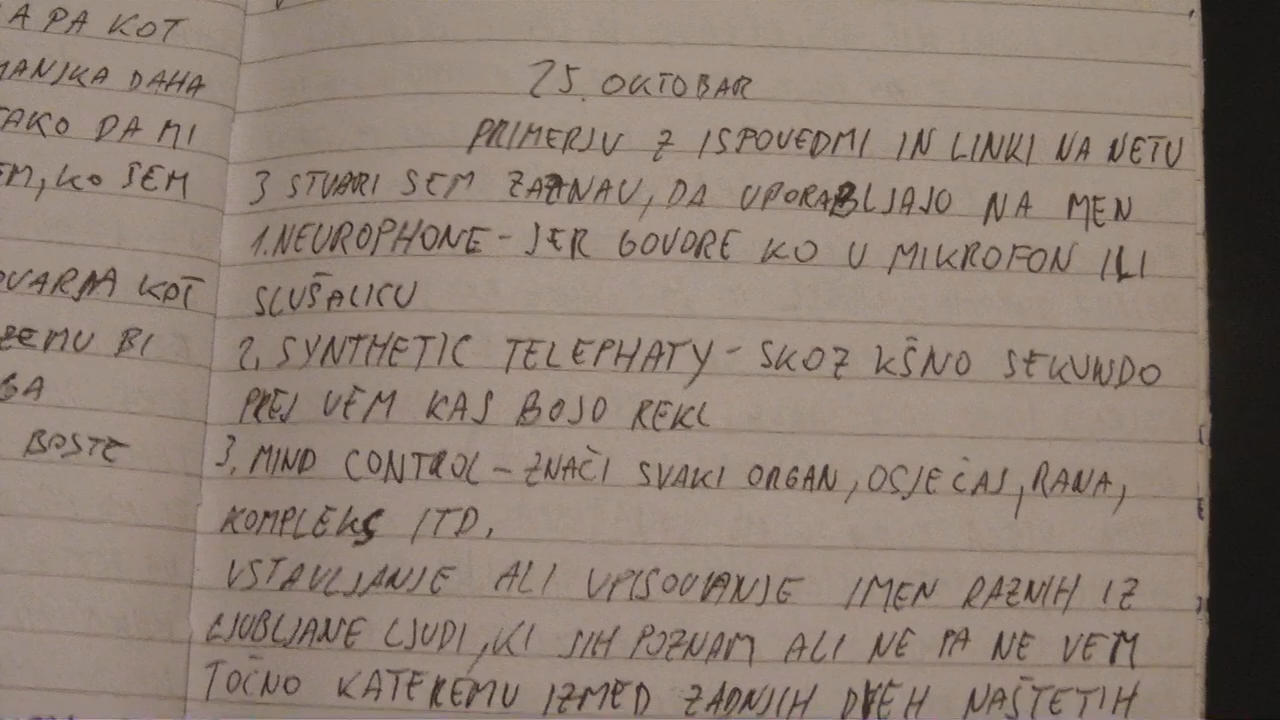 A PA KOT
MANJKA DAHA
TAKO DA MI
EM, KO SEM
OVARJA KOT
ZEMU BI
GA
BOSTE
25. OKTOBAR
PRIMERJU Z ISPOVEDMI IN LINKI NA NETU
3 STVARI SEM ZAZNAU, DA UPORABLJAJO NA MEN
1. NEUROPHONE - JER GOVORE KO U MIKROFON ILI
SLUŠALICU
2. SYNTHETIC TELEPHATY - SKOZ KŠNO SEKUNDO
PREJ VEM KAJ BOJO REKL
3. MIND CONTROL - ZNAČI SVAKI ORGAN, OSJEČAJ, RANA,
KOMPLEKS ITD.
VSTAVLJANJE ALI UPISOVANJE IMEN RAZNIH IZ
LJUBLJANE LJUDI, KI JIH POZNAM ALI NE PA NE VEM
TOČNO KATEREMU IZMED ZADNJIH DVEH NAŠTETIH